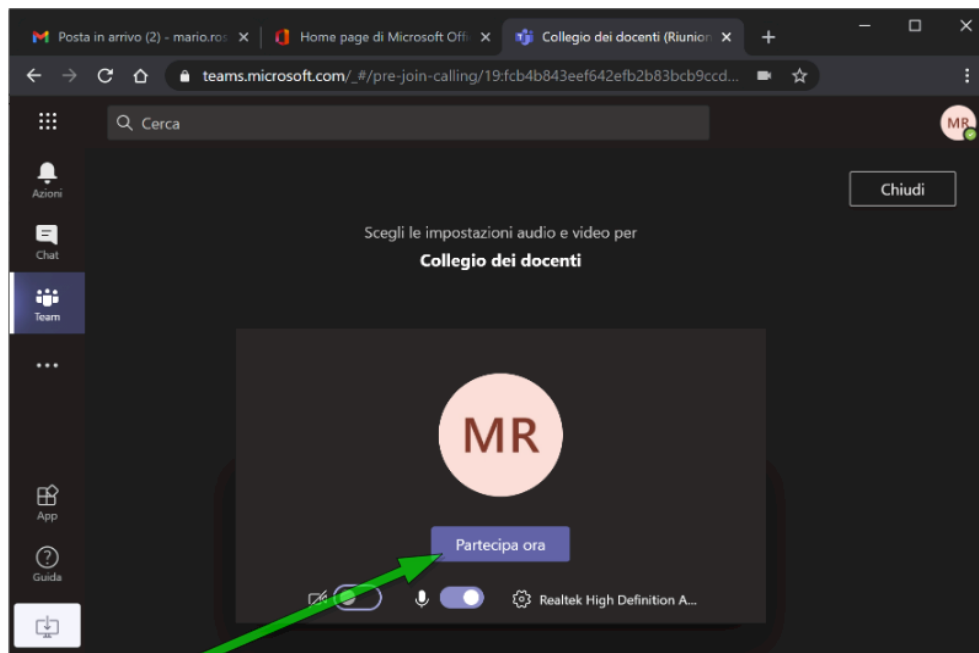 Posta in arrivo (2) - mario.ros
Home page di Microsoft Offi
Collegio dei docenti (Riunion
teams.microsoft.com/_#/pre-join-calling/19:fcb4b843eef642efb2b83bcb9ccd...
Cerca
MR
Azioni
Chiudi
Chat
Scegli le impostazioni audio e video per
Collegio dei docenti
Team
MR
App
Partecipa ora
Guida
Realtek High Definition A...